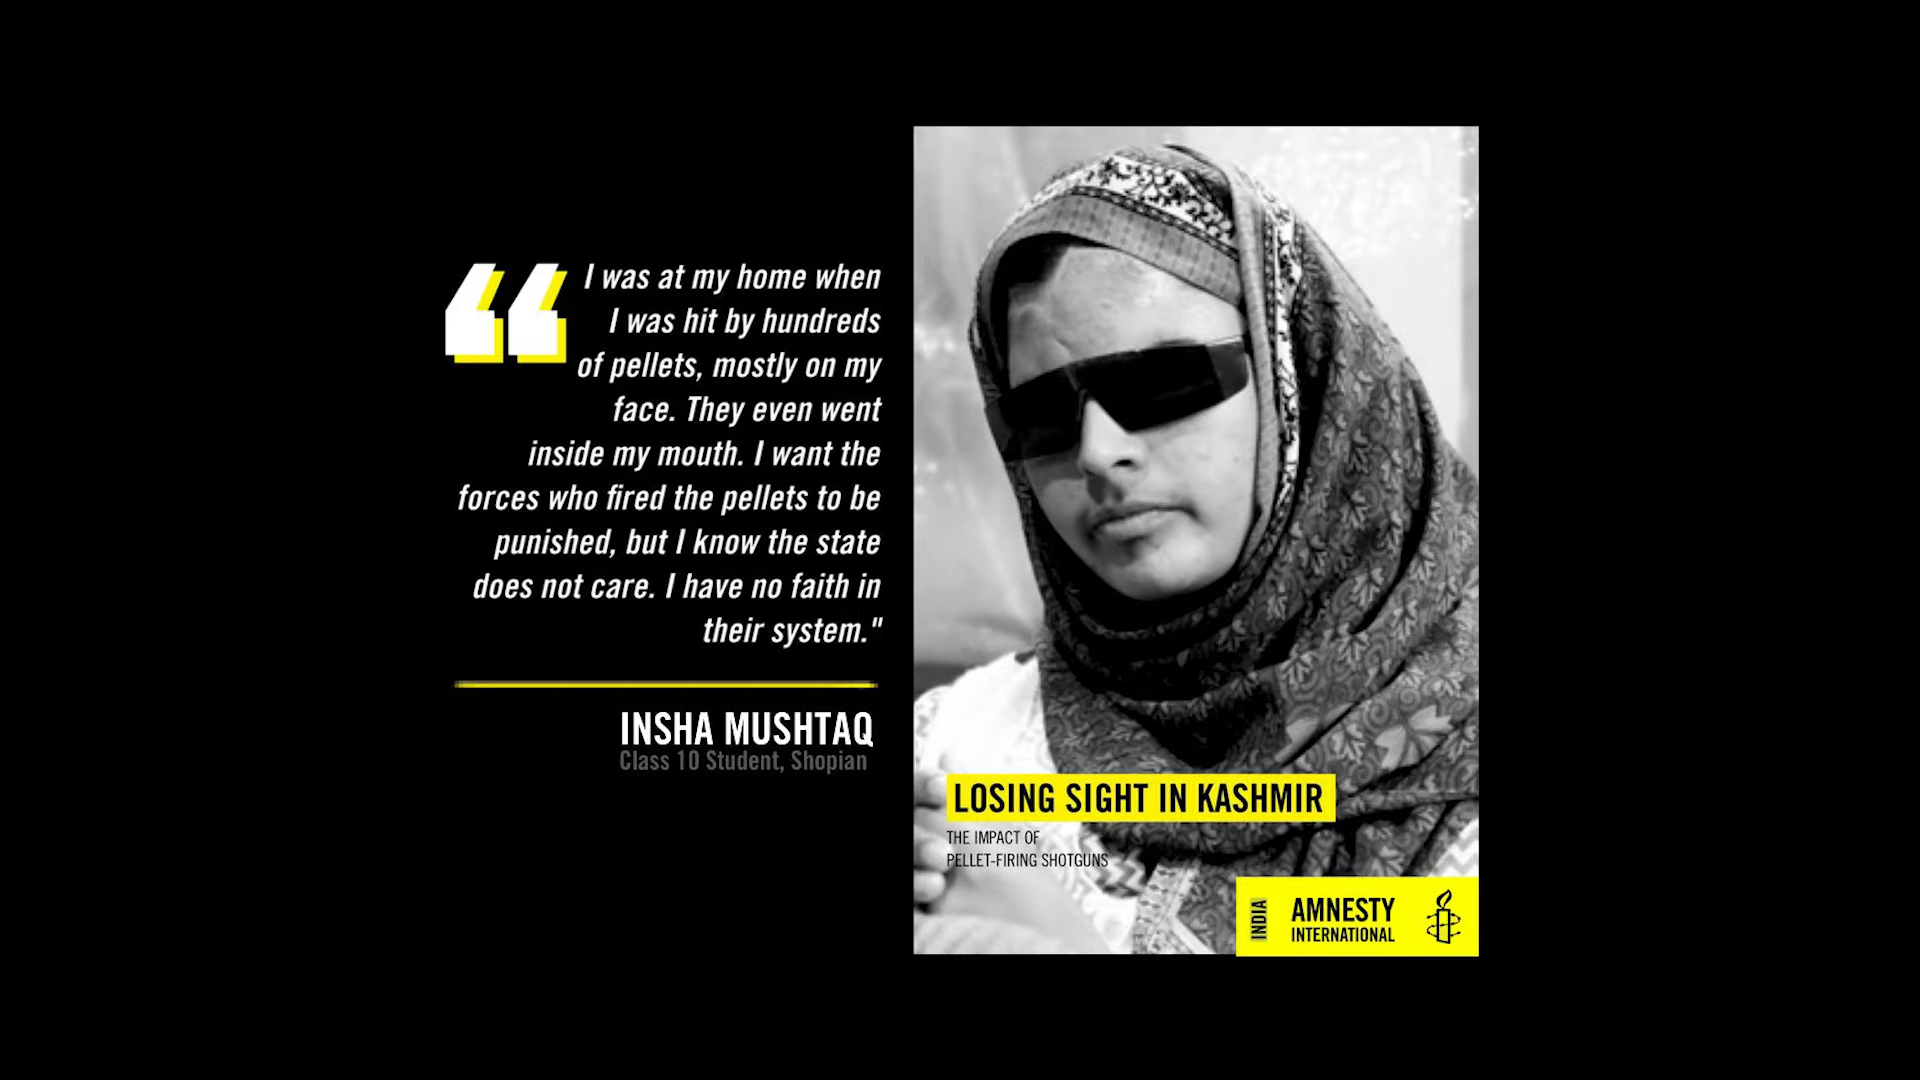 I was at my home when
I was hit by hundreds
of pellets, mostly on my
face. They even went
inside my mouth. I want the
forces who fired the pellets to be
punished, but I know the state
does not care. I have no faith in
their system."
INSHA MUSHTAQ
Class 10 Student, Shopian
LOSING SIGHT IN KASHMIR
THE IMPACT OF
PELLET-FIRING SHOTGUNS
INDIA
AMNESTY
INTERNATIONAL